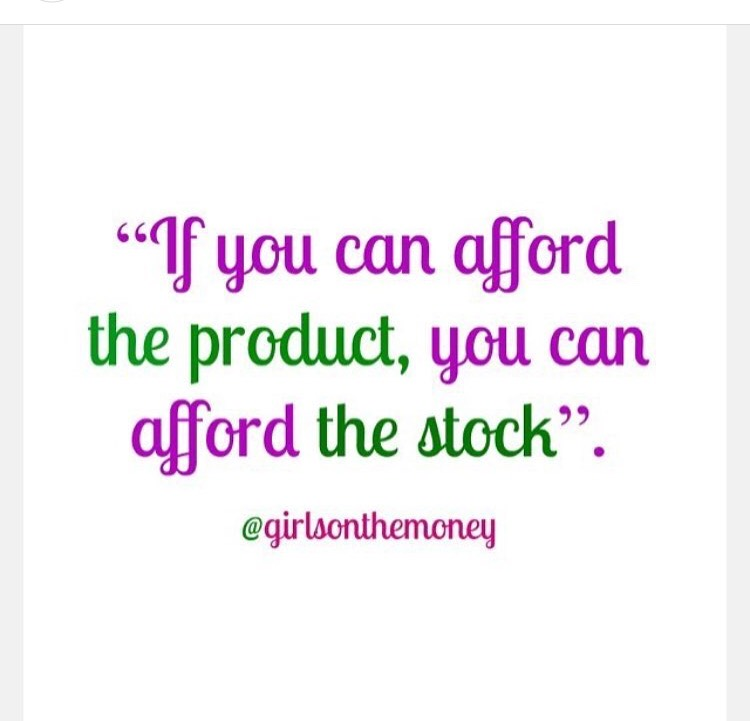 “If you can afford
the product, you can
afford the stock”.
@girlsonthemoney